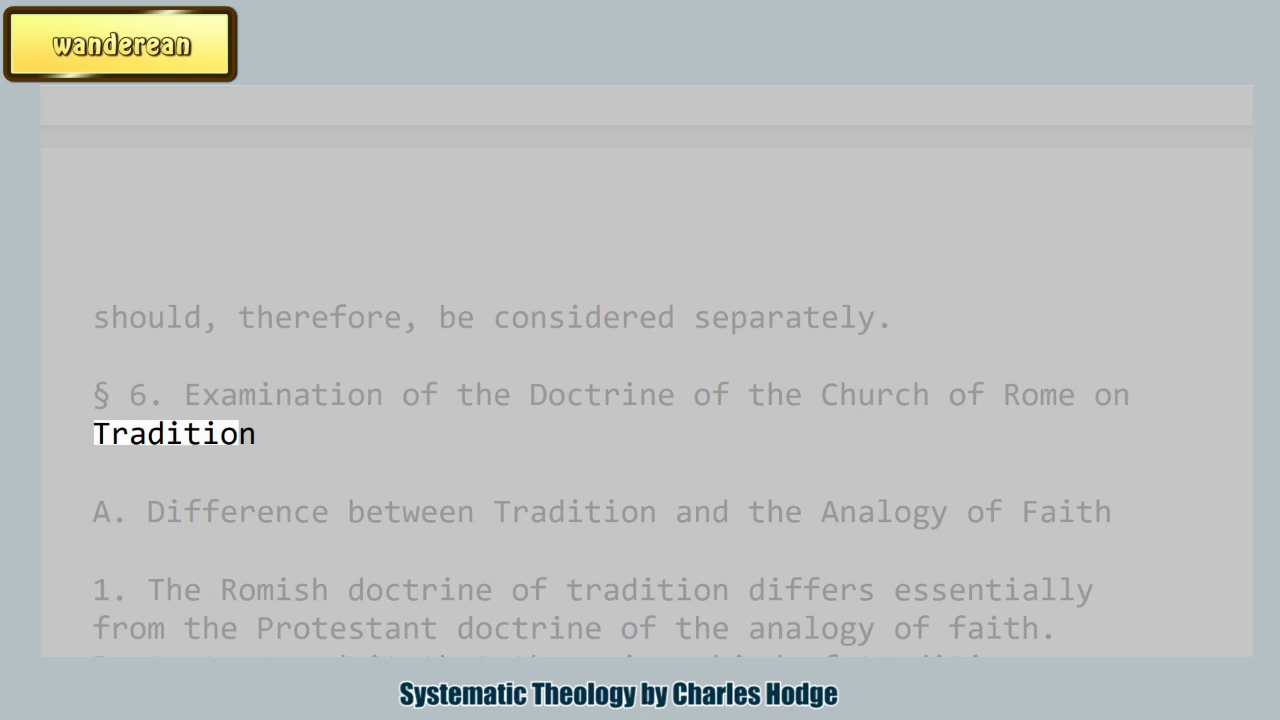 wanderean
should, therefore, be considered separately.
§ 6. Examination of the Doctrine of the Church of Rome on
Tradition
A. Difference between Tradition and the Analogy of Faith
1. The Romish doctrine of tradition differs essentially
from the Protestant doctrine of the analogy of faith.
Systematic Theology by Charles Hodge